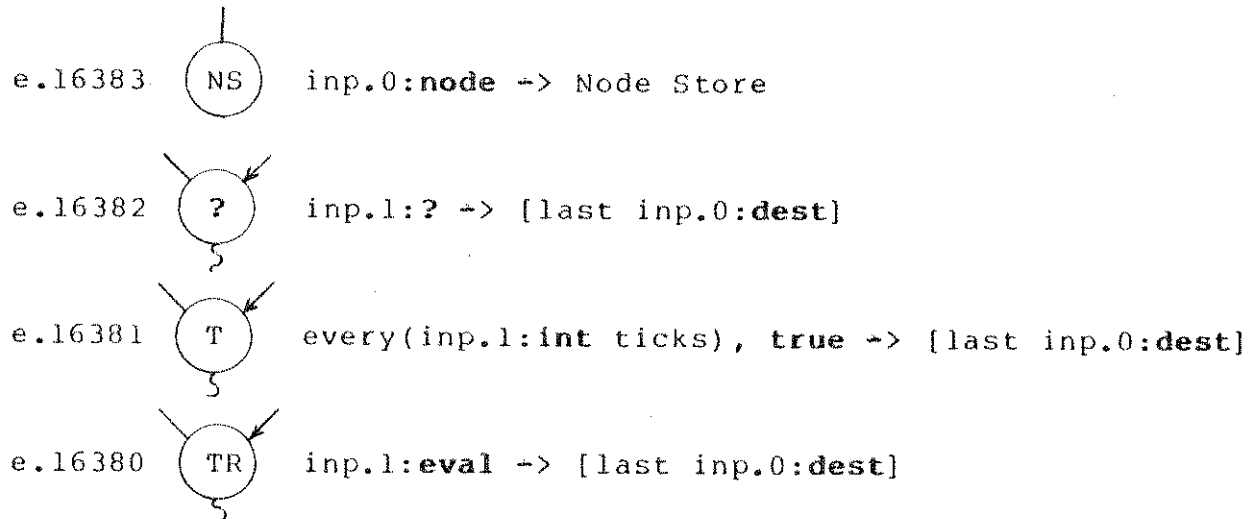 e.16383 NS inp.0:node -> Node Store
e.16382 ? inp.1:? -> [last inp.0:dest]
e.16381 T every(inp.1:int ticks), true -> [last inp.0:dest]
e.16380 TR inp.1:eval -> [last inp.0:dest]